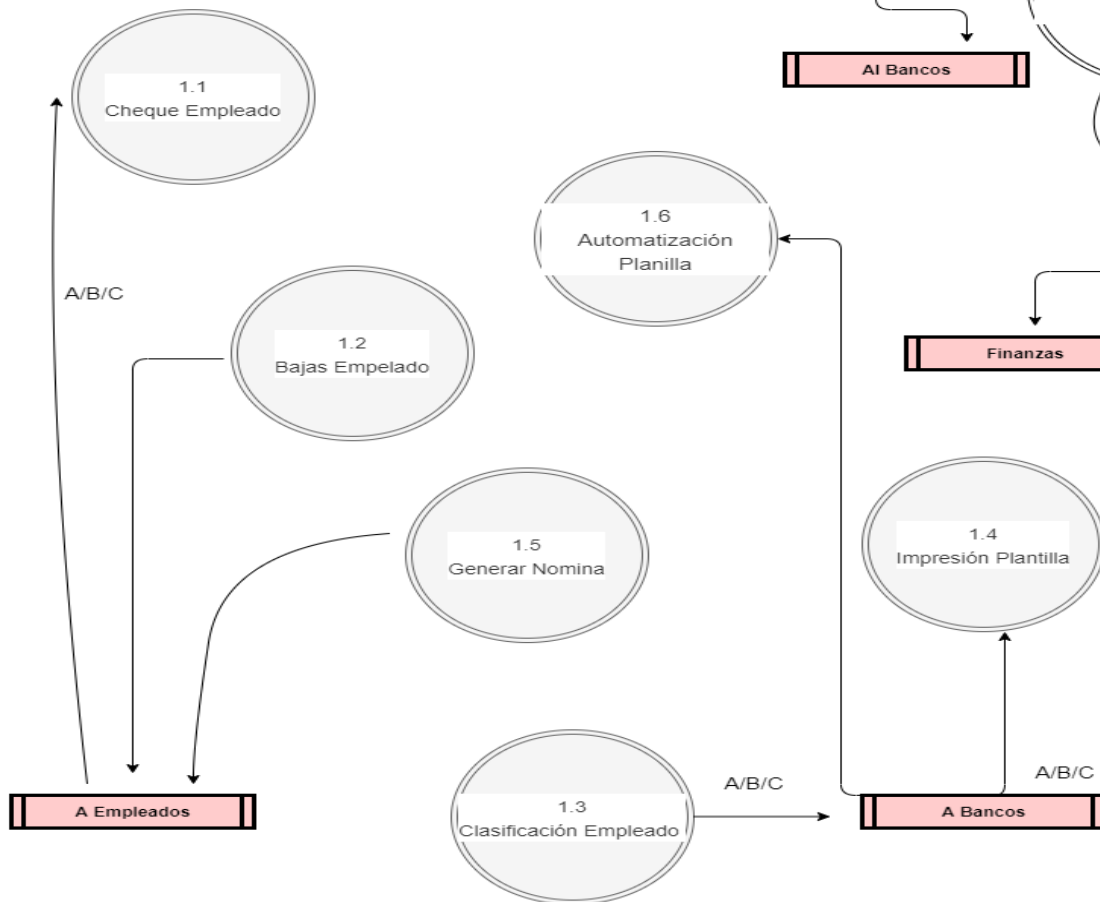 1.1
Cheque Empleado
Al Bancos
1.6
Automatización
Planilla
A/B/C
1.2
Bajas Empelado
Finanzas
1.5
Generar Nomina
1.4
Impresión Plantilla
A/B/C
A/B/C
A Empleados
1.3
Clasificación Empleado
A Bancos